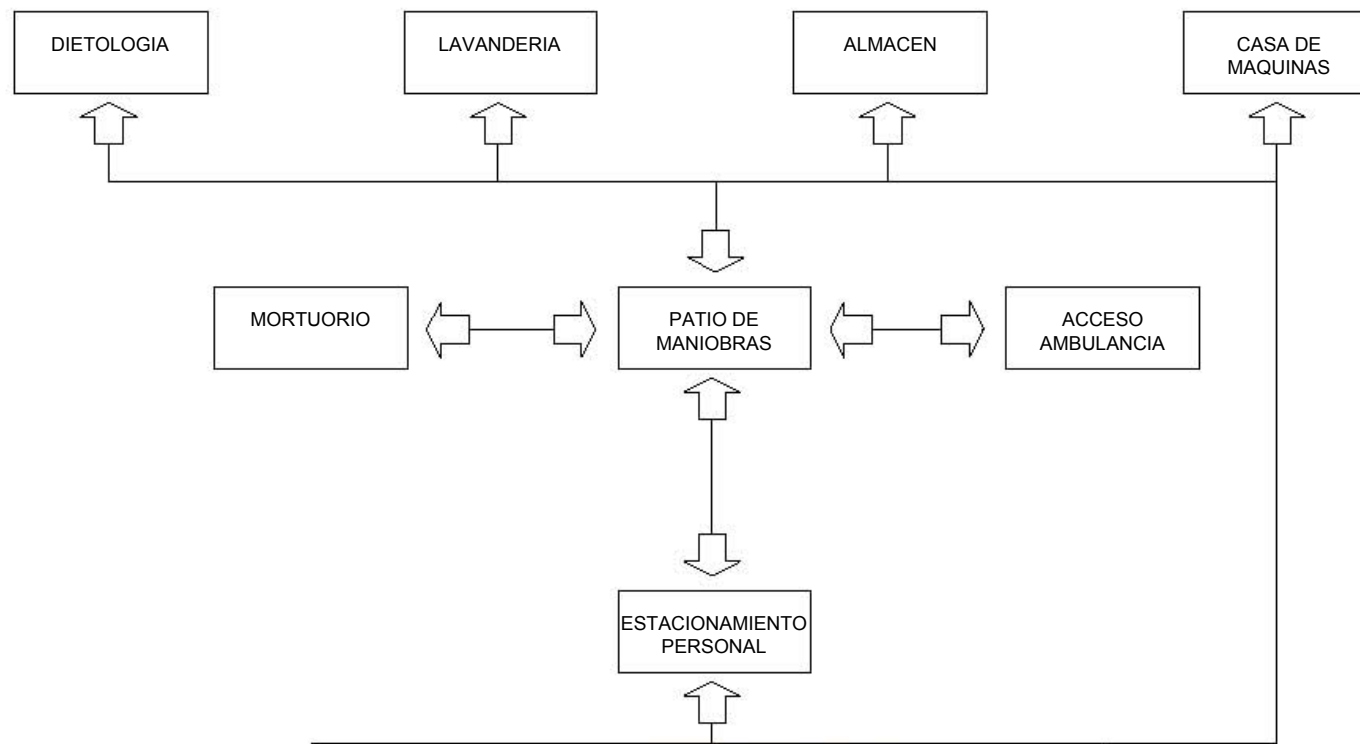 DIETOLOGIA
LAVANDERIA
ALMACEN
CASA DE
MAQUINAS
MORTUORIO
PATIO DE
MANIOBRAS
ACCESO
AMBULANCIA
ESTACIONAMIENTO
PERSONAL